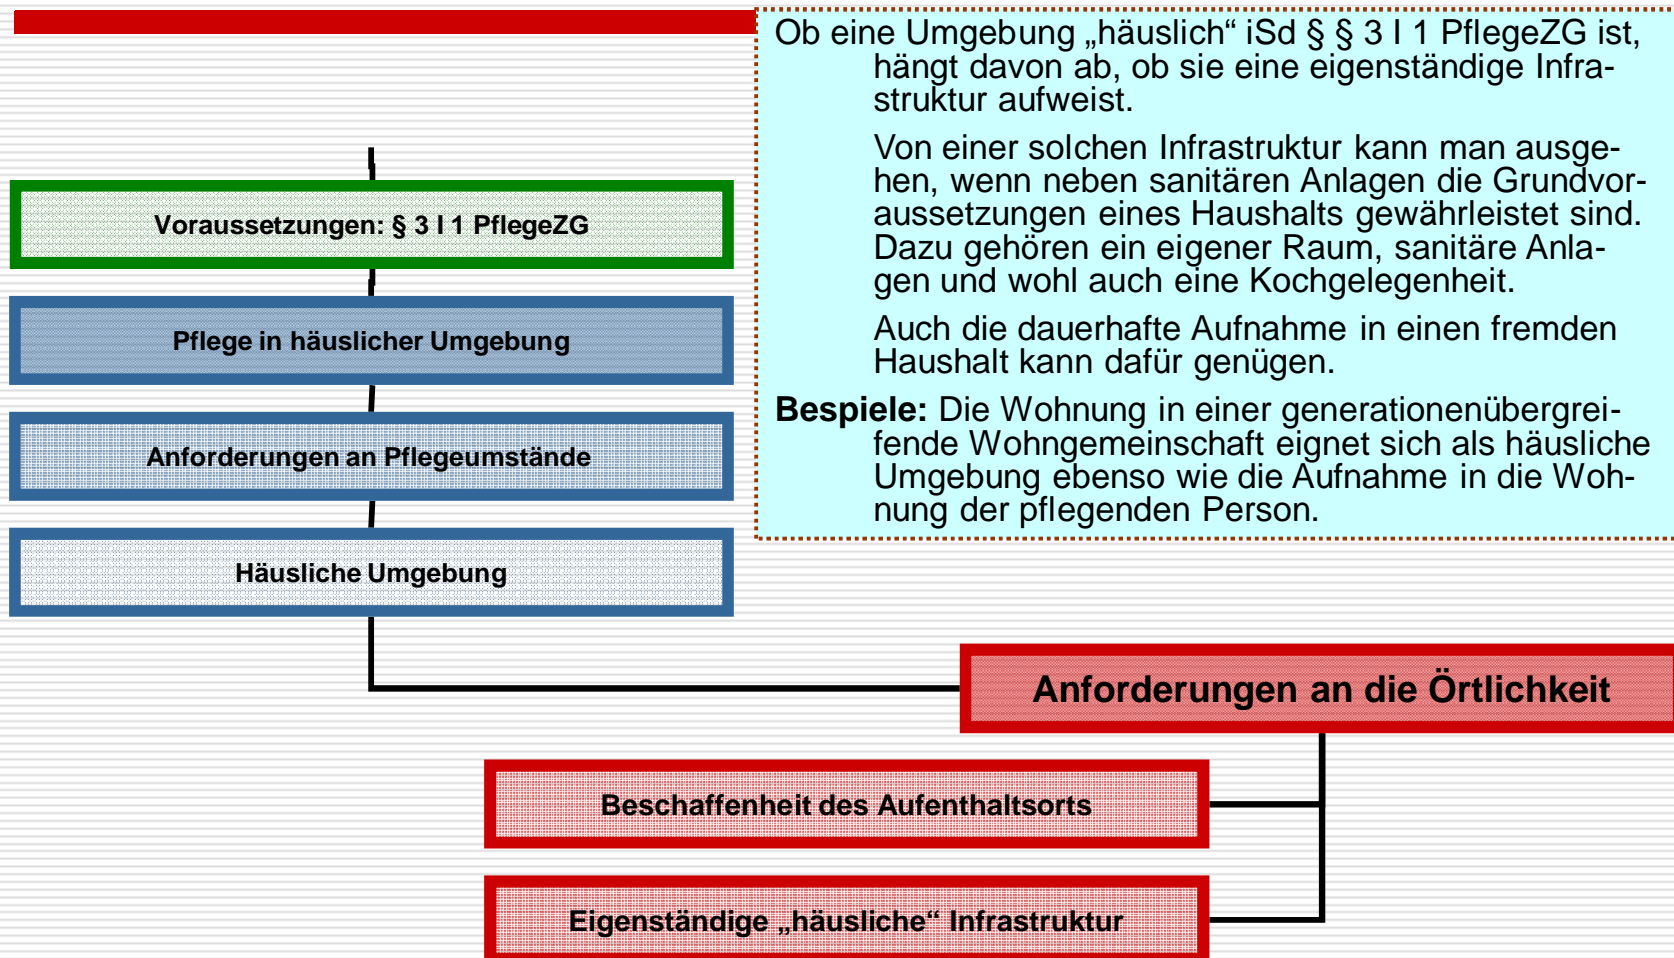 Ob eine Umgebung „häuslich“ iSd § § 3 I 1 PflegeZG ist,
hängt davon ab, ob sie eine eigenständige Infra-
struktur aufweist.
Von einer solchen Infrastruktur kann man ausge-
hen, wenn neben sanitären Anlagen die Grundvor-
aussetzungen eines Haushalts gewährleistet sind.
Dazu gehören ein eigener Raum, sanitäre Anla-
gen und wohl auch eine Kochgelegenheit.
Auch die dauerhafte Aufnahme in einen fremden
Haushalt kann dafür genügen.
Bespiele: Die Wohnung in einer generationenübergrei-
fende Wohngemeinschaft eignet sich als häusliche
Umgebung ebenso wie die Aufnahme in die Woh-
nung der pflegenden Person.
Voraussetzungen: § 3 I 1 PflegeZG
Pflege in häuslicher Umgebung
Anforderungen an Pflegeumstände
Häusliche Umgebung
Anforderungen an die Örtlichkeit
Beschaffenheit des Aufenthaltsorts
Eigenständige „häusliche“ Infrastruktur